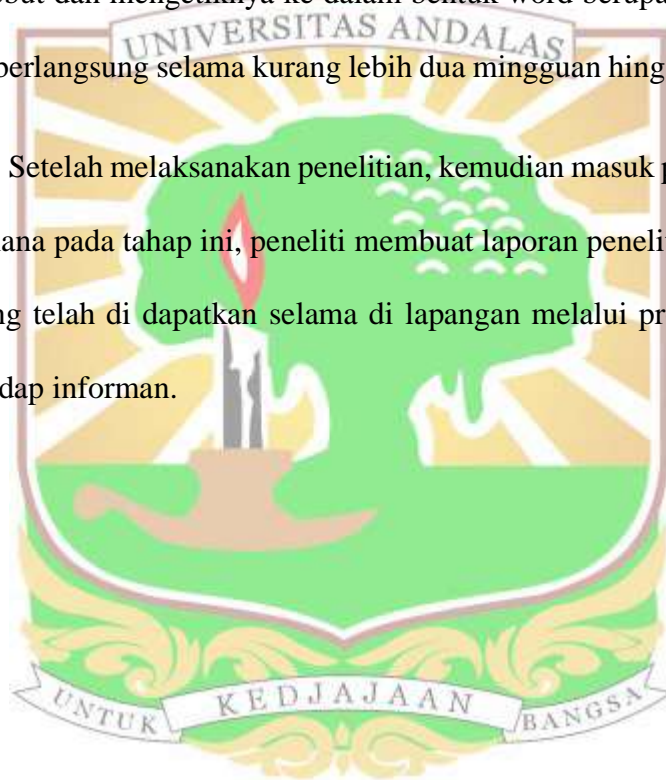 but dan mengetiknya ke dalam bentuk word berupa
UNIVERSITAS ANDALAS
berlangsung selama kurang lebih dua mingguan hing
Setelah melaksanakan penelitian, kemudian masuk p
ana pada tahap ini, peneliti membuat laporan penelit
ng telah di dapatkan selama di lapangan melalui pr
dap informan.
UNTUK KEDJAJAAN BANGSA